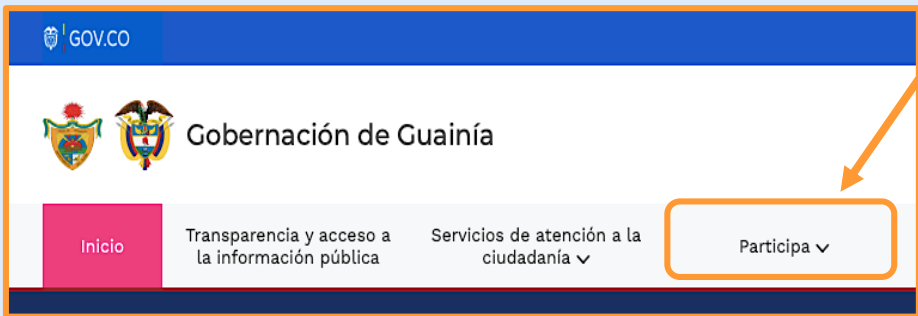 GOV.CO
Gobernación de Guainía
Inicio
Transparencia y acceso a
la información pública
Servicios de atención a la
ciudadanía
Participa